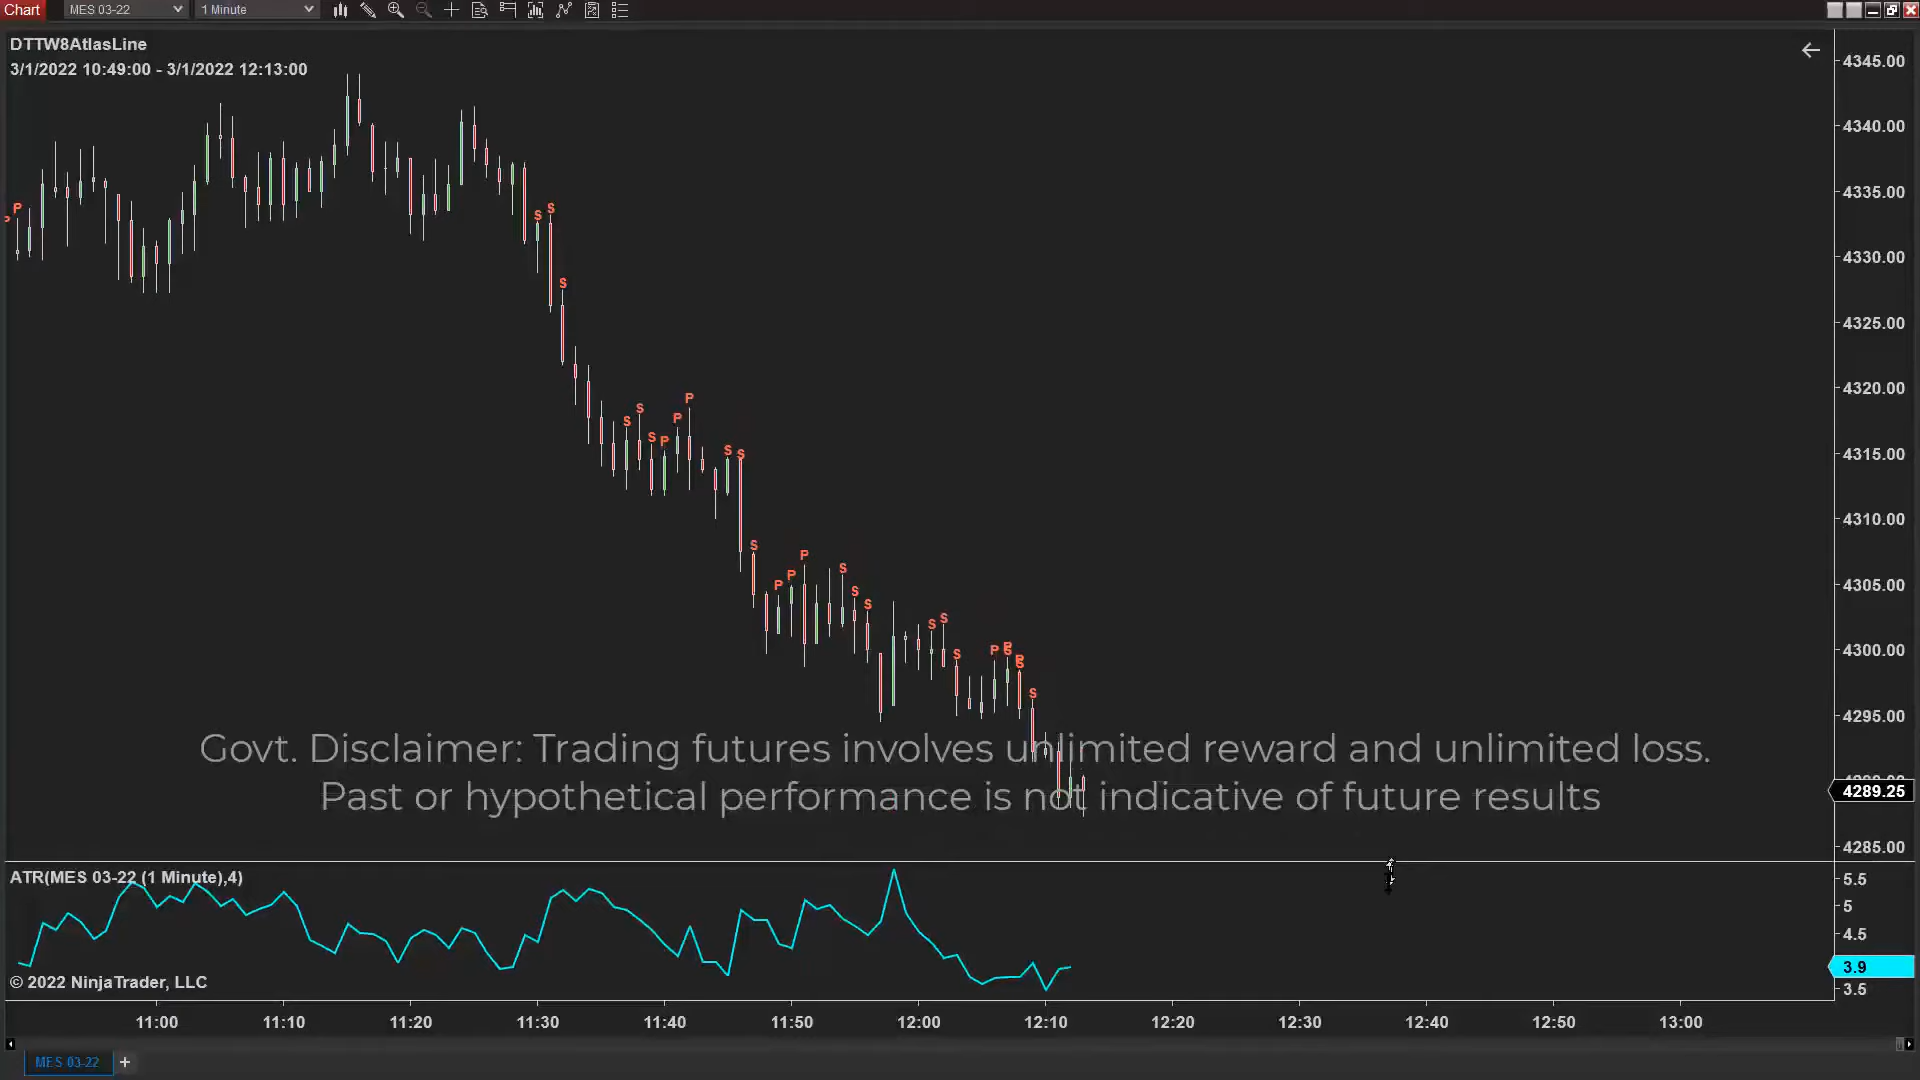 Chart MES 03-22 1 Minute
DTTW8AtlasLine
3/1/2022 10:49:00 - 3/1/2022 12:13:00
4345.00
4340.00
4335.00
4330.00
4325.00
4320.00
4315.00
4310.00
4305.00
4300.00
4295.00
4289.25
4285.00
P P
S S
S
S S S P P P
S S
S P P P
S S S
S S S
P P S P S
S
Govt. Disclaimer: Trading futures involves unlimited reward and unlimited loss.
Past or hypothetical performance is not indicative of future results
ATR(MES 03-22 (1 Minute),4)
5.5
5
4.5
3.9
3.5
© 2022 NinjaTrader, LLC
11:00 11:10 11:20 11:30 11:40 11:50 12:00 12:10 12:20 12:30 12:40 12:50 13:00
MES 03-22 +